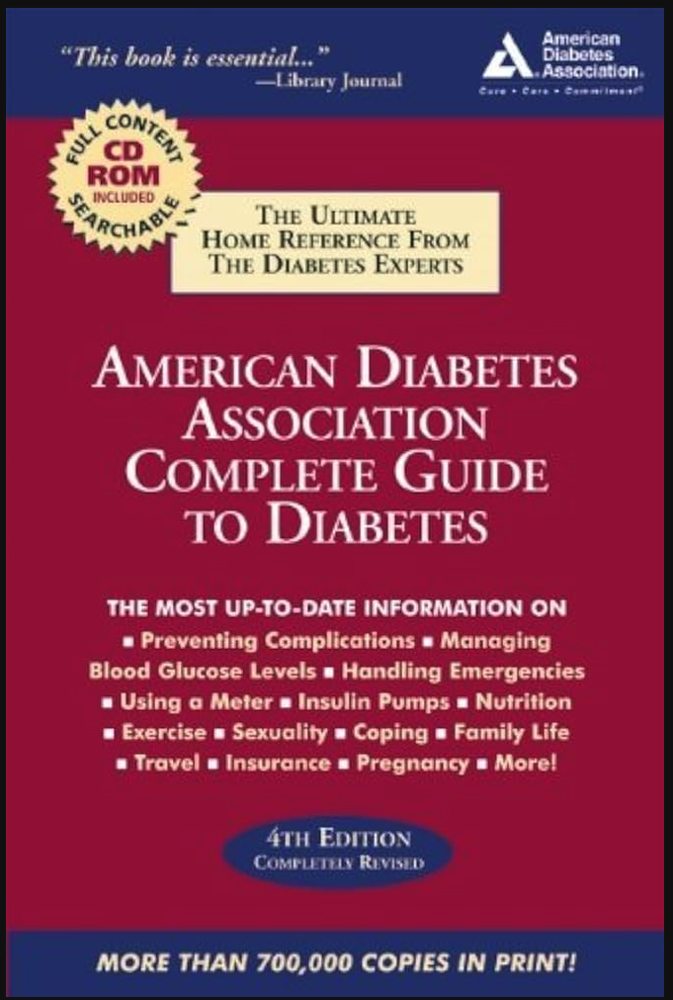 “This book is essential...”
—Library Journal
American
Diabetes
Association.
Cure • Care • Commitment®
FULL CONTENT
CD
ROM
INCLUDED
SEARCHABLE
THE ULTIMATE
HOME REFERENCE FROM
THE DIABETES EXPERTS
AMERICAN DIABETES
ASSOCIATION
COMPLETE GUIDE
TO DIABETES
THE MOST UP-TO-DATE INFORMATION ON
▪ Preventing Complications ▪ Managing
Blood Glucose Levels ▪ Handling Emergencies
▪ Using a Meter ▪ Insulin Pumps ▪ Nutrition
▪ Exercise ▪ Sexuality ▪ Coping ▪ Family Life
▪ Travel ▪ Insurance ▪ Pregnancy ▪ More!
4TH EDITION
COMPLETELY REVISED
MORE THAN 700,000 COPIES IN PRINT!